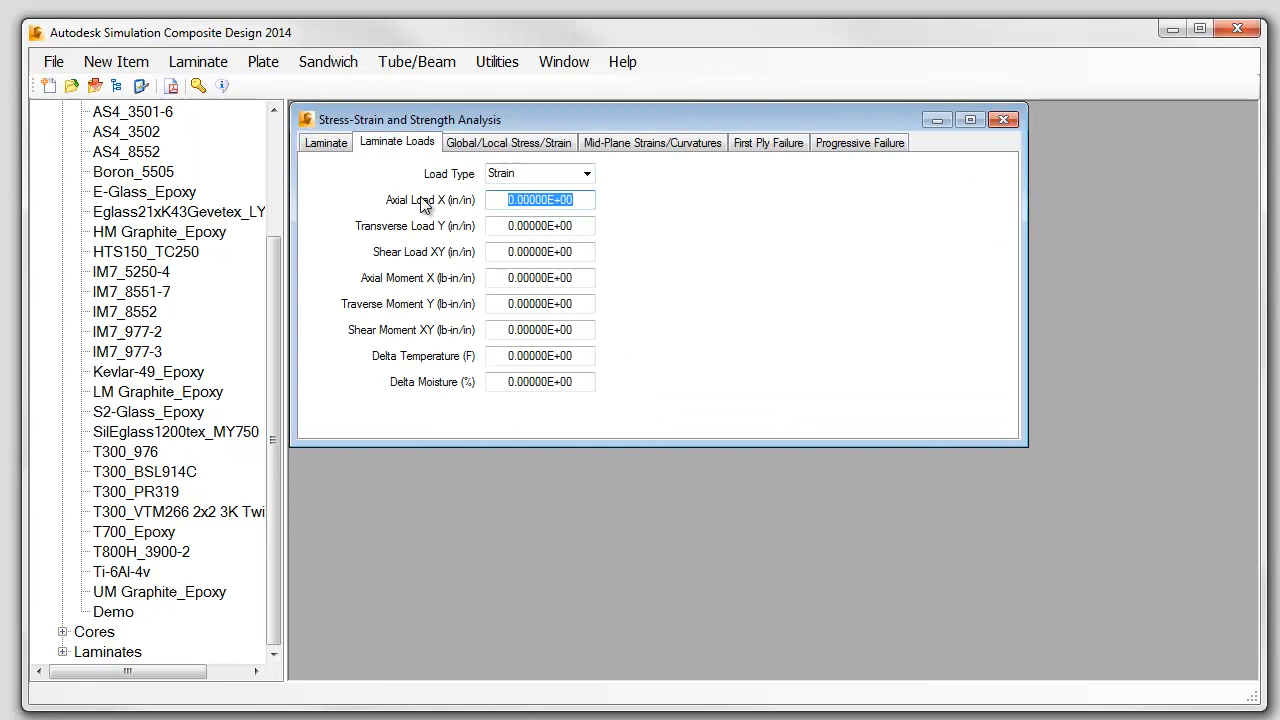 Autodesk Simulation Composite Design 2014
File New Item Laminate Plate Sandwich Tube/Beam Utilities Window Help
AS4_3501-6
AS4_3502
AS4_8552
Boron_5505
E-Glass_Epoxy
Eglass21xK43Gevetex_LY
HM Graphite_Epoxy
HTS150_TC250
IM7_5250-4
IM7_8551-7
IM7_8552
IM7_977-2
IM7_977-3
Kevlar-49_Epoxy
LM Graphite_Epoxy
S2-Glass_Epoxy
SilEglass1200tex_MY750
T300_976
T300_BSL914C
T300_PR319
T300_VTM266 2x2 3K Twi
T700_Epoxy
T800H_3900-2
Ti-6Al-4v
UM Graphite_Epoxy
Demo
Cores
Laminates
Stress-Strain and Strength Analysis
Laminate Laminate Loads Global/Local Stress/Strain Mid-Plane Strains/Curvatures First Ply Failure Progressive Failure
Load Type Strain
Axial Load X (in/in) 0.00000E+00
Transverse Load Y (in/in) 0.00000E+00
Shear Load XY (in/in) 0.00000E+00
Axial Moment X (lb-in/in) 0.00000E+00
Traverse Moment Y (lb-in/in) 0.00000E+00
Shear Moment XY (lb-in/in) 0.00000E+00
Delta Temperature (F) 0.00000E+00
Delta Moisture (%) 0.00000E+00